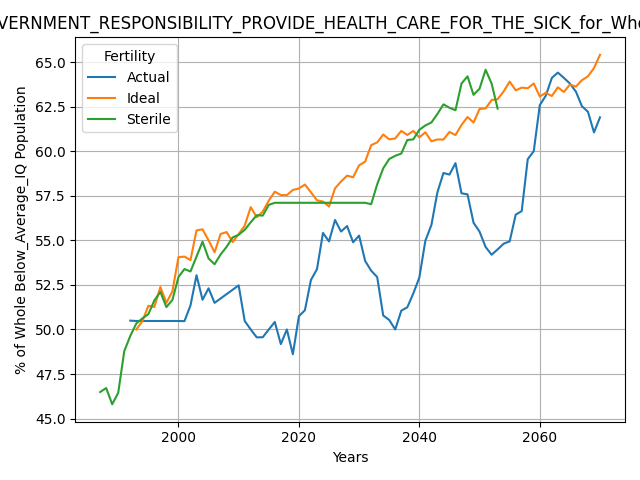 VERNMENT_RESPONSIBILITY_PROVIDE_HEALTH_CARE_FOR_THE_SICK_for_Who
Fertility
Actual
Ideal
Sterile
% of Whole Below_Average_IQ Population
65.0
62.5
60.0
57.5
55.0
52.5
50.0
47.5
45.0
2000
2020
2040
2060
Years